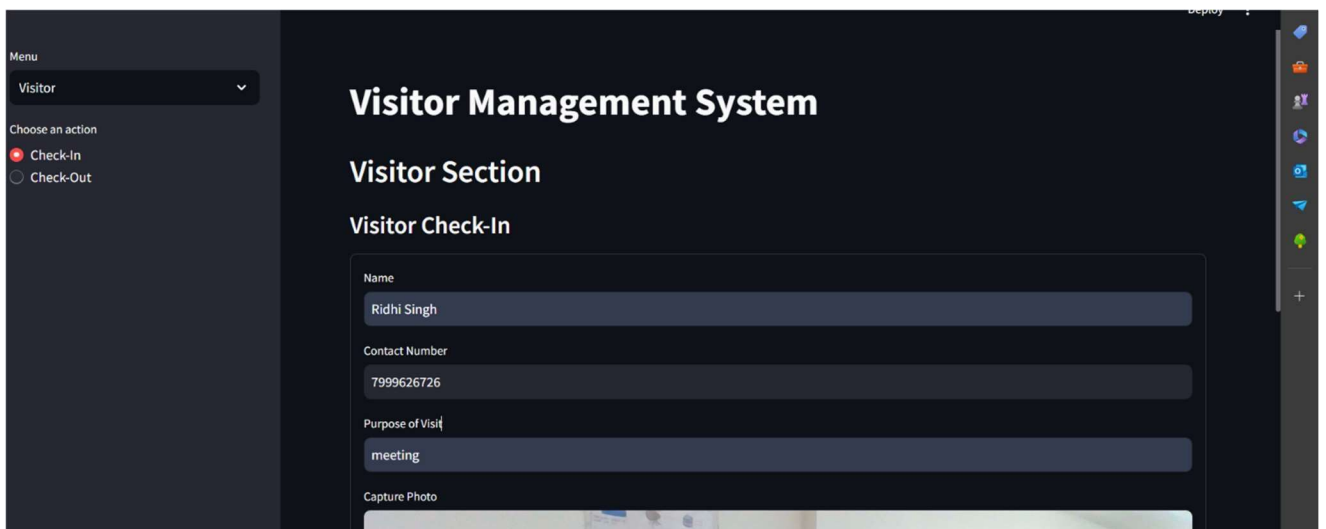 Deploy
Menu
Visitor
Choose an action
Check-In
Check-Out
Visitor Management System
Visitor Section
Visitor Check-In
Name
Ridhi Singh
Contact Number
7999626726
Purpose of Visit
meeting
Capture Photo